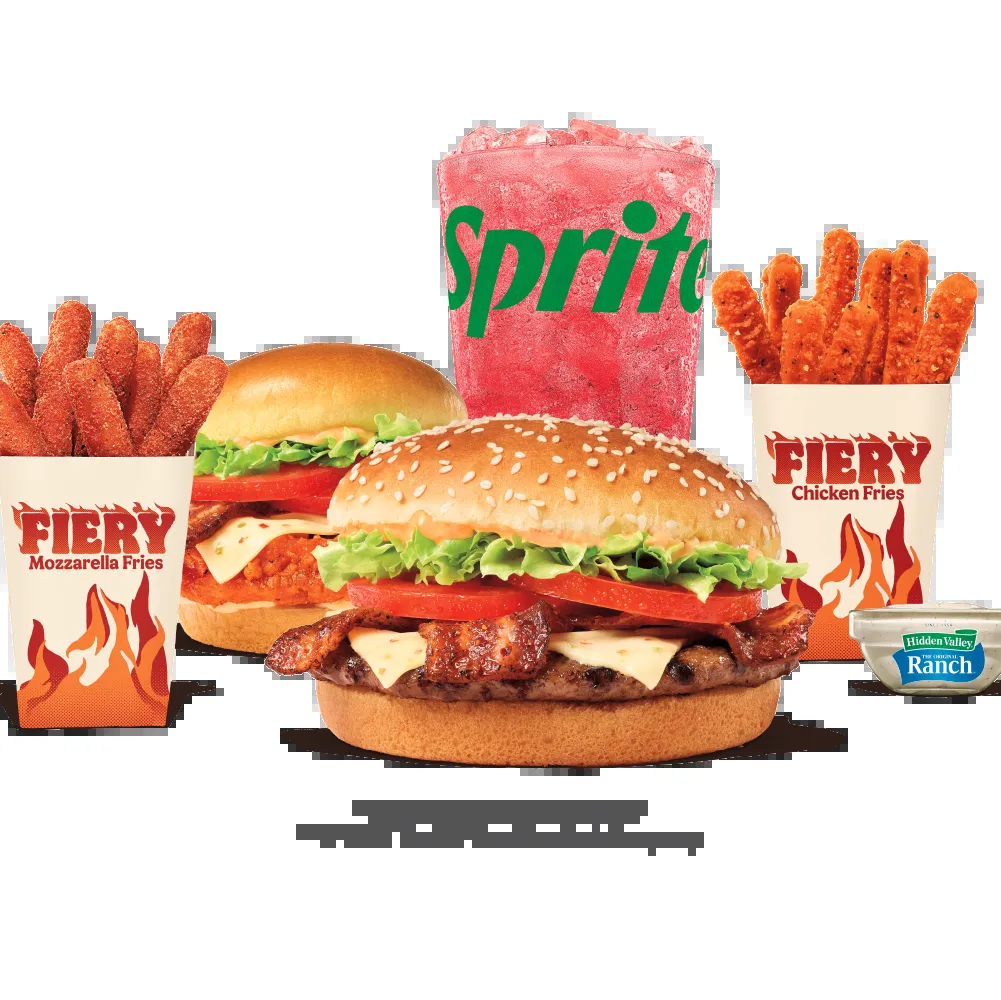 Sprite
FIERY
Mozzarella Fries
FIERY
Chicken Fries
Hidden Valley
THE ORIGINAL
Ranch